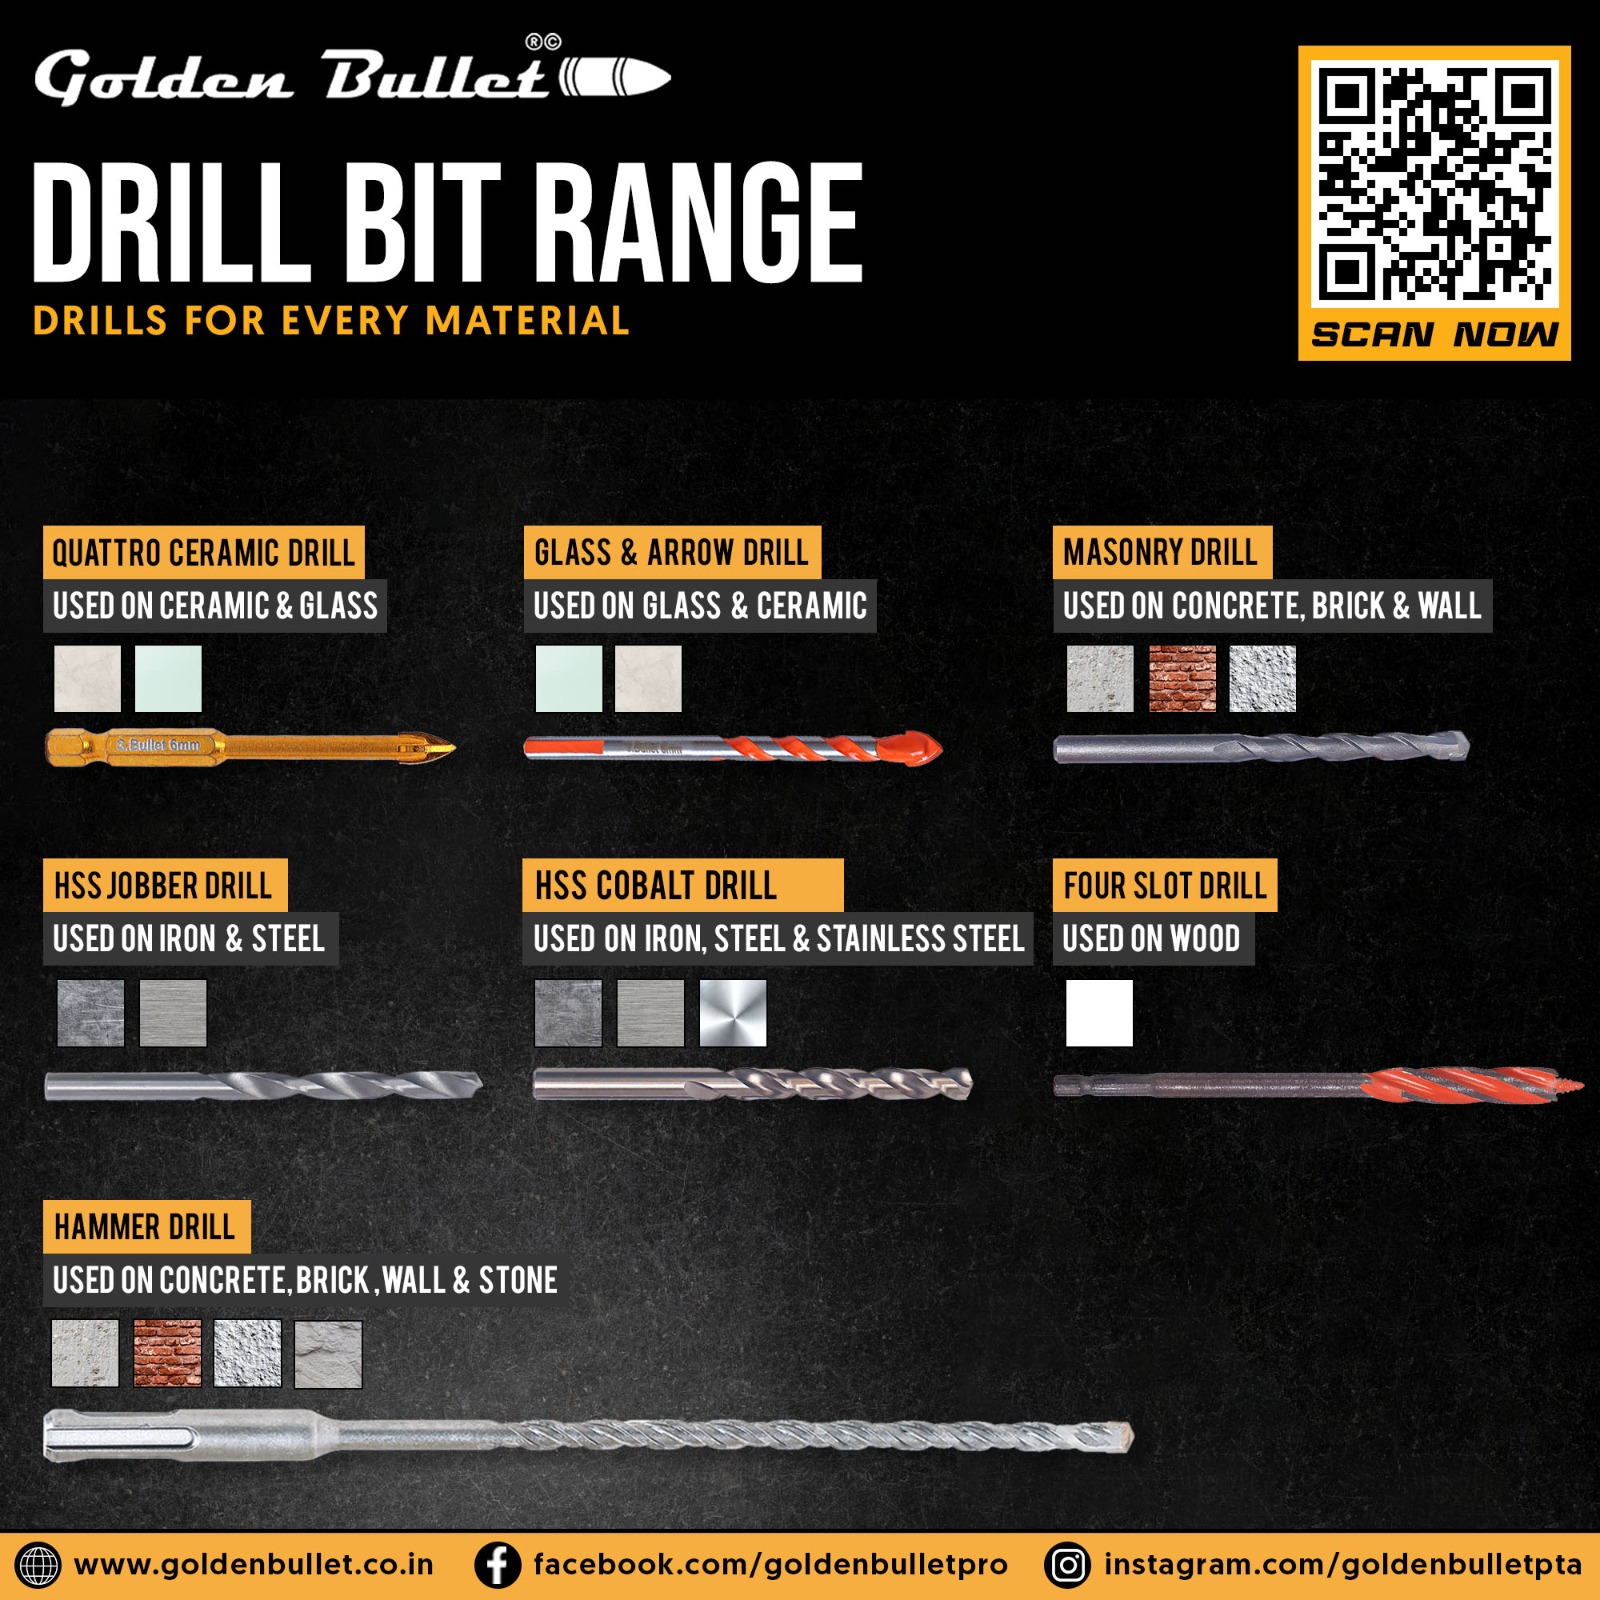 Golden Bullet ®©
DRILL BIT RANGE
DRILLS FOR EVERY MATERIAL
SCAN NOW
QUATTRO CERAMIC DRILL
USED ON CERAMIC & GLASS
G.Bullet 6mm
GLASS & ARROW DRILL
USED ON GLASS & CERAMIC
G.Bullet 6mm
MASONRY DRILL
USED ON CONCRETE, BRICK & WALL
HSS JOBBER DRILL
USED ON IRON & STEEL
HSS COBALT DRILL
USED ON IRON, STEEL & STAINLESS STEEL
FOUR SLOT DRILL
USED ON WOOD
HAMMER DRILL
USED ON CONCRETE, BRICK ,WALL & STONE
www.goldenbullet.co.in
facebook.com/goldenbulletpro
instagram.com/goldenbulletpta